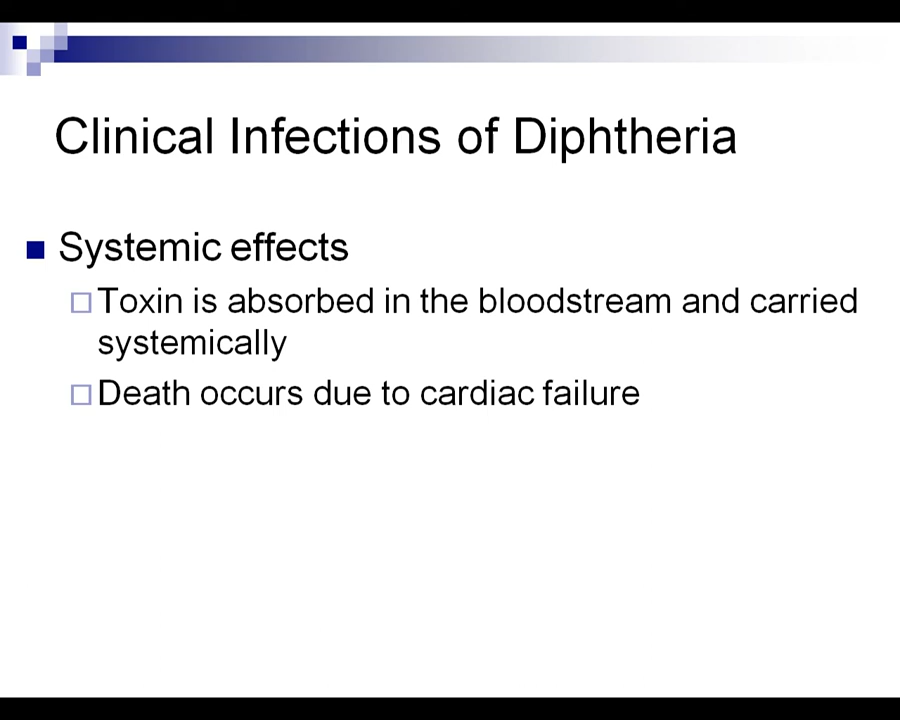 Clinical Infections of Diphtheria
Systemic effects
Toxin is absorbed in the bloodstream and carried
systemically
Death occurs due to cardiac failure